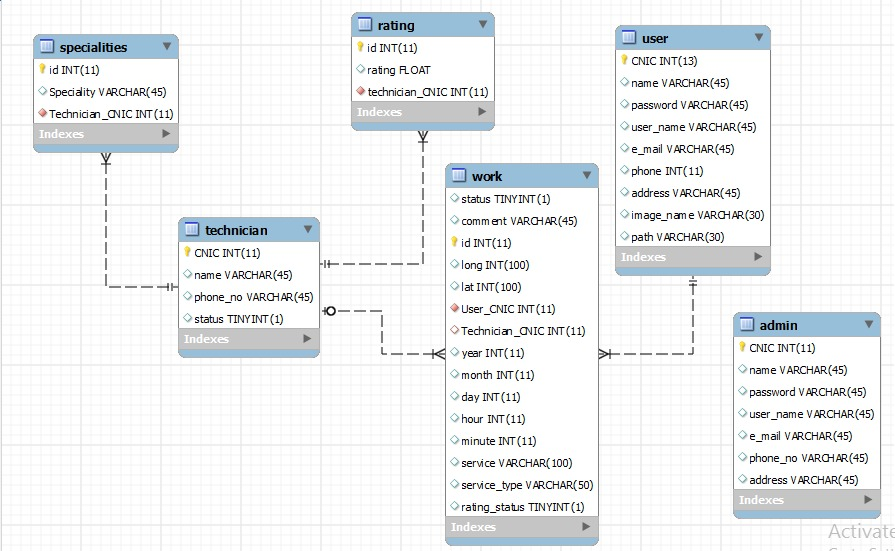 specialities
id INT(11)
Speciality VARCHAR(45)
Technician_CNIC INT(11)
Indexes
rating
id INT(11)
rating FLOAT
technician_CNIC INT(11)
Indexes
user
CNIC INT(13)
name VARCHAR(45)
password VARCHAR(45)
user_name VARCHAR(45)
e_mail VARCHAR(45)
phone INT(11)
address VARCHAR(45)
image_name VARCHAR(30)
path VARCHAR(30)
Indexes
technician
CNIC INT(11)
name VARCHAR(45)
phone_no VARCHAR(45)
status TINYINT(1)
Indexes
work
status TINYINT(1)
comment VARCHAR(45)
id INT(11)
long INT(100)
lat INT(100)
User_CNIC INT(11)
Technician_CNIC INT(11)
year INT(11)
month INT(11)
day INT(11)
hour INT(11)
minute INT(11)
service VARCHAR(100)
service_type VARCHAR(50)
rating_status TINYINT(1)
Indexes
admin
CNIC INT(11)
name VARCHAR(45)
password VARCHAR(45)
user_name VARCHAR(45)
e_mail VARCHAR(45)
phone_no VARCHAR(45)
address VARCHAR(45)
Indexes
Activate